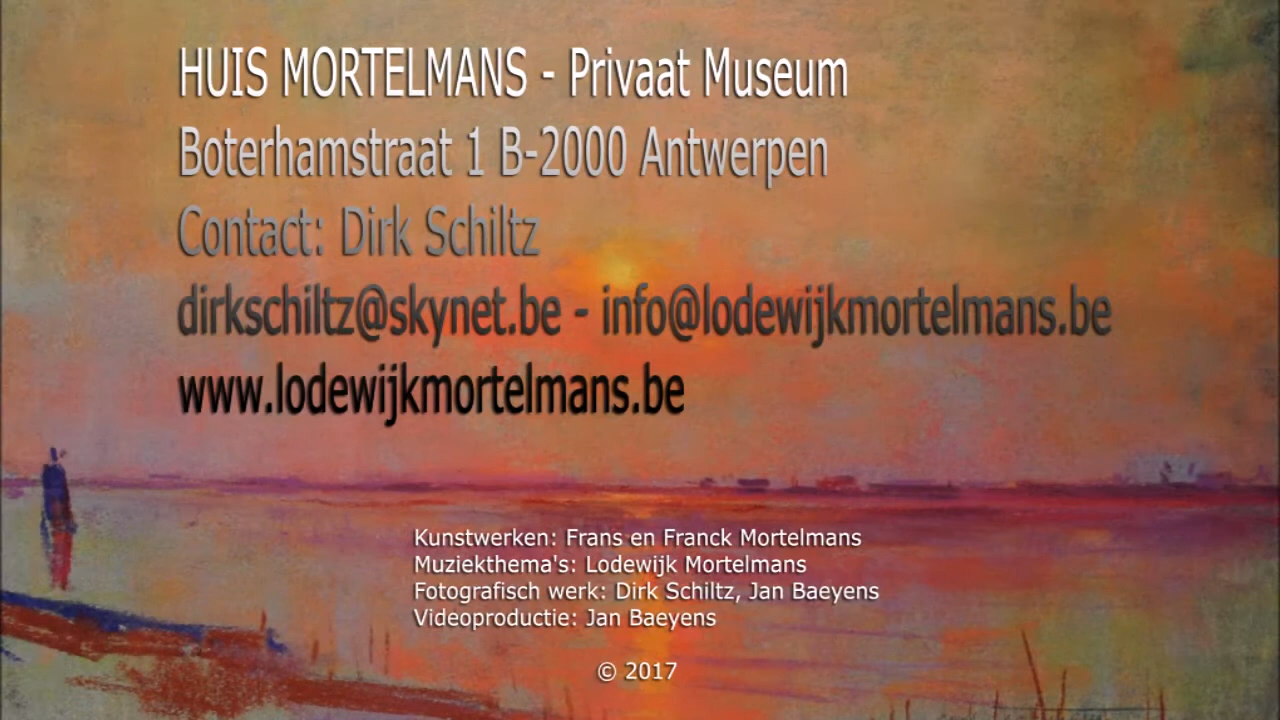 HUIS MORTELMANS - Privaat Museum
Boterhamstraat 1 B-2000 Antwerpen
Contact: Dirk Schiltz
dirkschiltz@skynet.be - info@lodewijkmortelmans.be
www.lodewijkmortelmans.be
Kunstwerken: Frans en Franck Mortelmans
Muziekthema's: Lodewijk Mortelmans
Fotografisch werk: Dirk Schiltz, Jan Baeyens
Videoproductie: Jan Baeyens
© 2017